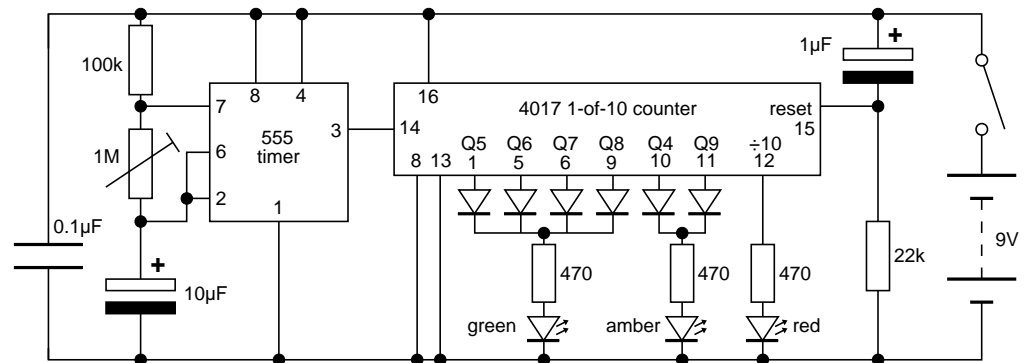 100k
1M
0.1µF
+
10µF
8 4
7
6
2
555
timer
3
1
16
4017 1-of-10 counter
reset
15
14
Q5 Q6 Q7 Q8 Q4 Q9 ÷10
8 13 1 5 6 9 10 11 12
470 470 470
green amber red
+
1µF
22k
9V